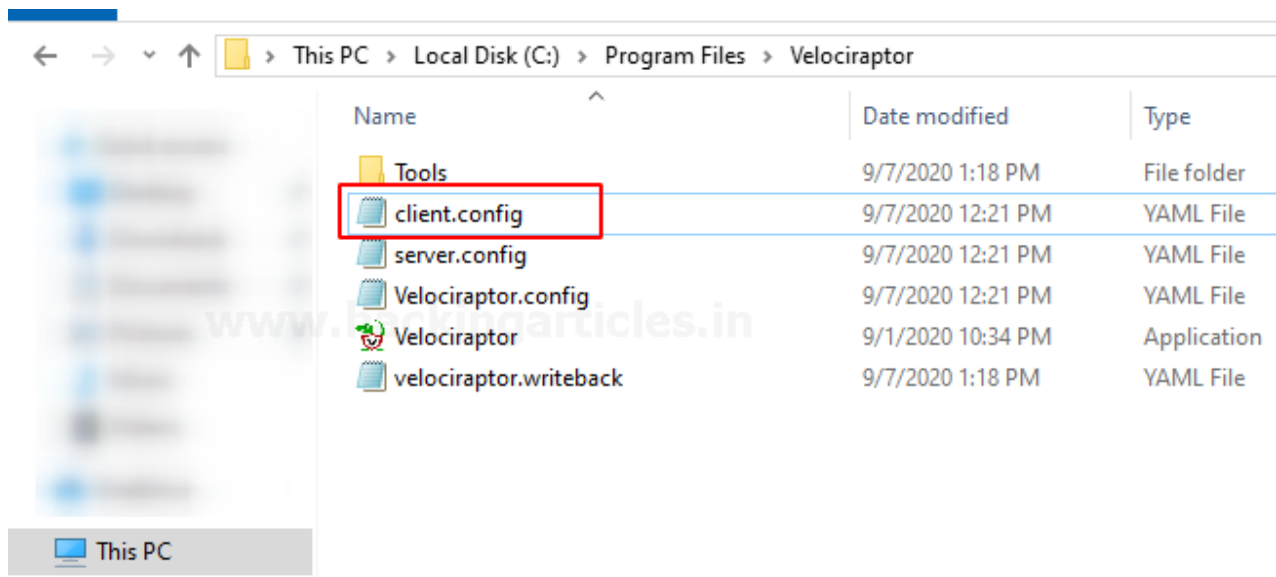 This PC > Local Disk (C:) > Program Files > Velociraptor
Name Date modified Type
Tools 9/7/2020 1:18 PM File folder
client.config 9/7/2020 12:21 PM YAML File
server.config 9/7/2020 12:21 PM YAML File
Velociraptor.config 9/7/2020 12:21 PM YAML File
www.hackingarticles.in
Velociraptor 9/1/2020 10:34 PM Application
velociraptor.writeback 9/7/2020 1:18 PM YAML File
This PC